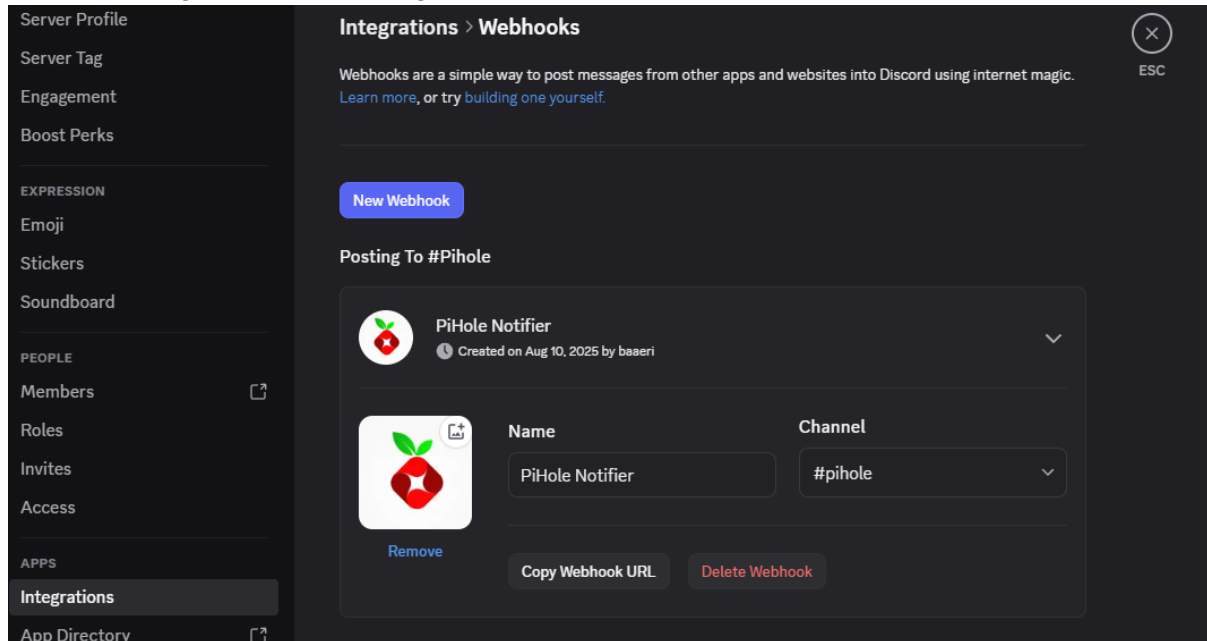 Server Profile
Server Tag
Engagement
Boost Perks
EXPRESSION
Emoji
Stickers
Soundboard
PEOPLE
Members
Roles
Invites
Access
APPS
Integrations
App Directory
Integrations > Webhooks
ESC
Webhooks are a simple way to post messages from other apps and websites into Discord using internet magic.
Learn more, or try building one yourself.
New Webhook
Posting To #Pihole
PiHole Notifier
Created on Aug 10, 2025 by baaeri
Name
Channel
PiHole Notifier
#pihole
Remove
Copy Webhook URL
Delete Webhook